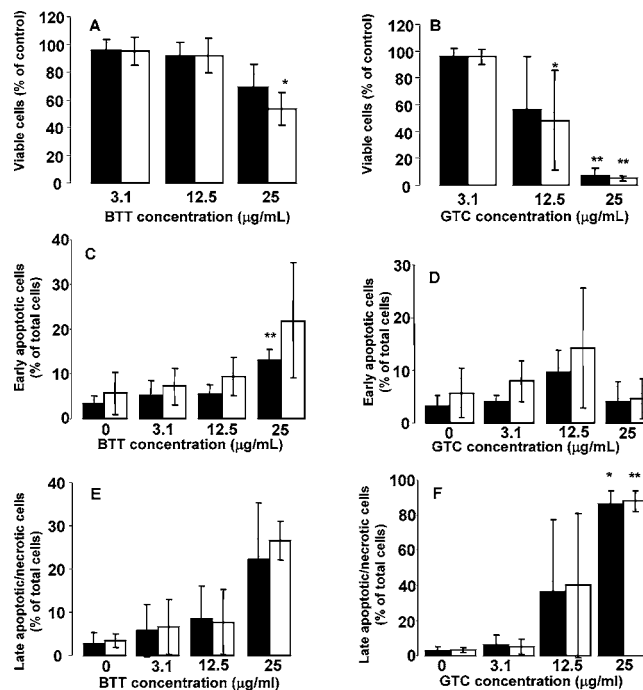 A
Viable cells (% of control)
120
100
80
60
40
20
0
*
3.1 12.5 25
BTT concentration (µg/mL)
B
Viable cells (% of control)
120
100
80
60
40
20
0
*
** **
3.1 12.5 25
GTC concentration (µg/mL)
C
Early apoptotic cells
(% of total cells)
40
30
20
10
0
**
0 3.1 12.5 25
BTT concentration (µg/mL)
D
Early apoptotic cells
(% of total cells)
30
20
10
0
0 3.1 12.5 25
GTC concentration (µg/mL)
E
Late apoptotic/necrotic cells
(% of total cells)
40
30
20
10
0
0 3.1 12.5 25
BTT concentration (µg/ml)
F
Late apoptotic/necrotic cells
(% of total cells)
100
80
60
40
20
0
* **
0 3.1 12.5 25
GTC concentration (µg/mL)